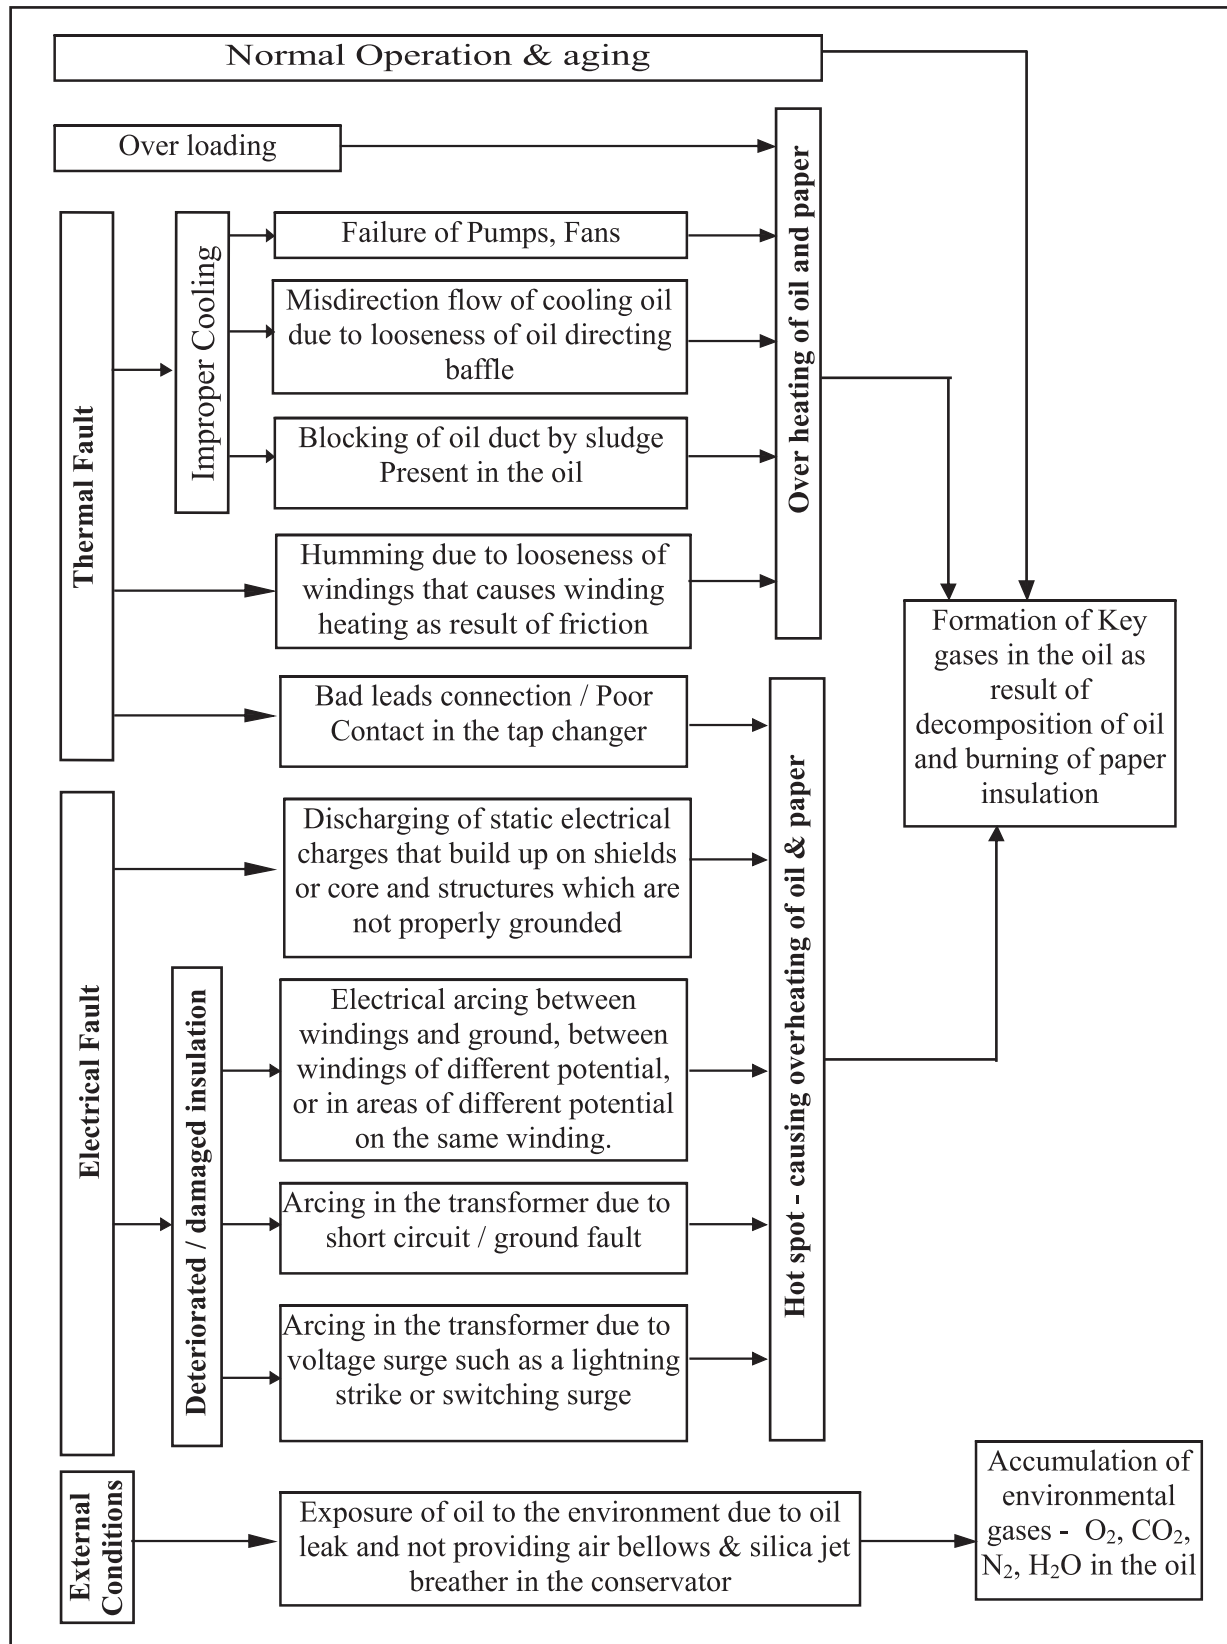 Normal Operation & aging
Over loading
Thermal Fault
Improper Cooling
Failure of Pumps, Fans
Misdirection flow of cooling oil
due to looseness of oil directing
baffle
Blocking of oil duct by sludge
Present in the oil
Humming due to looseness of
windings that causes winding
heating as result of friction
Over heating of oil and paper
Bad leads connection / Poor
Contact in the tap changer
Electrical Fault
Discharging of static electrical
charges that build up on shields
or core and structures which are
not properly grounded
Deteriorated / damaged insulation
Electrical arcing between
windings and ground, between
windings of different potential,
or in areas of different potential
on the same winding.
Arcing in the transformer due to
short circuit / ground fault
Arcing in the transformer due to
voltage surge such as a lightning
strike or switching surge
Hot spot - causing overheating of oil & paper
Formation of Key
gases in the oil as
result of
decomposition of oil
and burning of paper
insulation
External
Conditions
Exposure of oil to the environment due to oil
leak and not providing air bellows & silica jet
breather in the conservator
Accumulation of
environmental
gases - O₂, CO₂,
N₂, H₂O in the oil